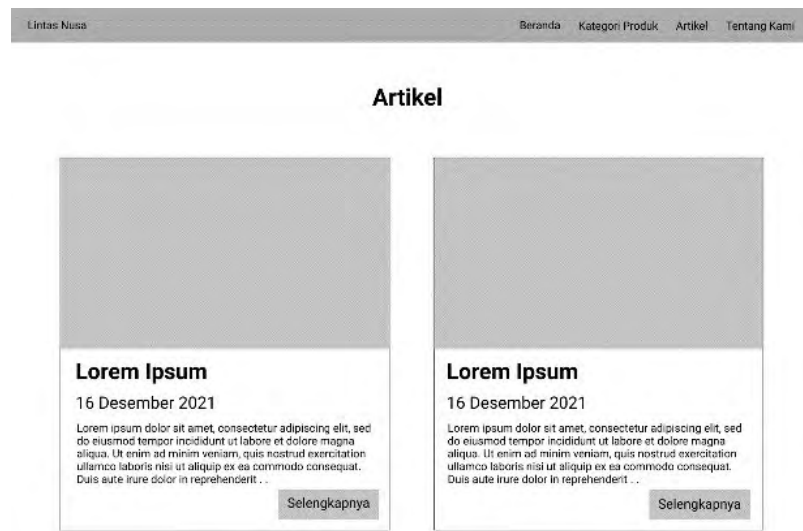 Lintas Nusa
Beranda Kategori Produk Artikel Tentang Kami
Artikel
Lorem Ipsum
16 Desember 2021
Lorem ipsum dolor sit amet, consectetur adipiscing elit, sed
do eiusmod tempor incididunt ut labore et dolore magna
aliqua. Ut enim ad minim veniam, quis nostrud exercitation
ullamco laboris nisi ut aliquip ex ea commodo consequat.
Duis aute irure dolor in reprehenderit . .
Selengkapnya
Lorem Ipsum
16 Desember 2021
Lorem ipsum dolor sit amet, consectetur adipiscing elit, sed
do eiusmod tempor incididunt ut labore et dolore magna
aliqua. Ut enim ad minim veniam, quis nostrud exercitation
ullamco laboris nisi ut aliquip ex ea commodo consequat.
Duis aute irure dolor in reprehenderit . .
Selengkapnya